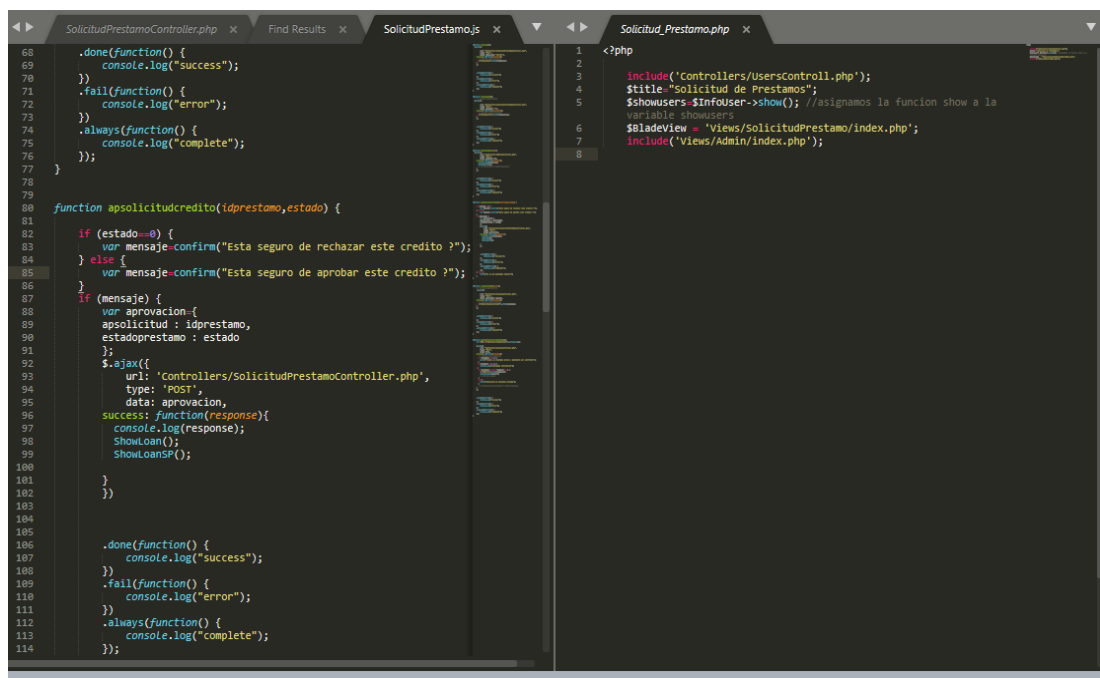 SolicitudPrestamoController.php ×
Find Results ×
SolicitudPrestamo.js ×
68 .done(function() {
69 console.log("success");
70 })
71 .fail(function() {
72 console.log("error");
73 })
74 .always(function() {
75 console.log("complete");
76 });
77 }
78
79
80 function apsolicitudcredito(idprestamo,estado) {
81
82 if (estado==0) {
83 var mensaje=confirm("Esta seguro de rechazar este credito ?");
84 } else {
85 var mensaje=confirm("Esta seguro de aprobar este credito ?");
86 }
87 if (mensaje) {
88 var aprovacion={
89 apsolicitud : idprestamo,
90 estadoprestamo : estado
91 };
92 $.ajax({
93 url: 'Controllers/SolicitudPrestamoController.php',
94 type: 'POST',
95 data: aprovacion,
96 success: function(response){
97 console.log(response);
98 ShowLoan();
99 ShowLoanSP();
100
101 }
102 })
103
104
105
106 .done(function() {
107 console.log("success");
108 })
109 .fail(function() {
110 console.log("error");
111 })
112 .always(function() {
113 console.log("complete");
114 });
Solicitud_Prestamo.php ×
1 <?php
2
3 include('Controllers/UsersControll.php');
4 $title="Solicitud de Prestamos";
5 $showusers=$InfoUser->show(); //asignamos la funcion show a la
variable showusers
6 $BladeView = 'Views/SolicitudPrestamo/index.php';
7 include('Views/Admin/index.php');
8